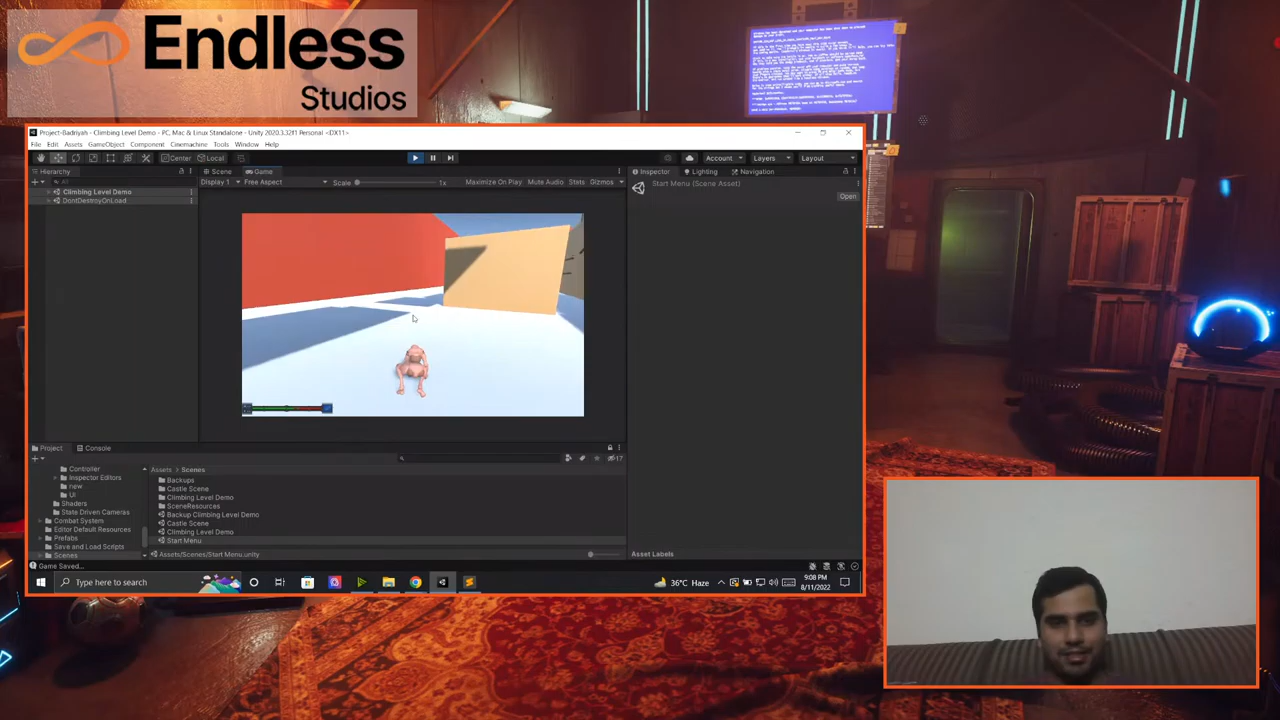 Endless
Studios
Project-Badriyah - Climbing Level Demo - PC, Mac & Linux Standalone - Unity 2020.3.32f1 Personal <DX11>
File Edit Assets GameObject Component Cinemachine Tools Window Help
Center Local Account Layers Layout
Hierarchy Scene Game Inspector Lighting Navigation
All
Display 1 Free Aspect Scale 1x Maximize On Play Mute Audio Stats Gizmos
Start Menu (Scene Asset)
Open
Climbing Level Demo
DontDestroyOnLoad
Project Console
17
Controller
Inspector Editors
new
UI
Shaders
State Driven Cameras
Combat System
Editor Default Resources
Prefabs
Save and Load Scripts
Scenes
Assets > Scenes
Backups
Castle Scene
Climbing Level Demo
SceneResources
Backup Climbing Level Demo
Castle Scene
Climbing Level Demo
Start Menu
Assets/Scenes/Start Menu.unity
Asset Labels
Game Saved...
Type here to search
36°C Haze
9:08 PM
8/11/2022